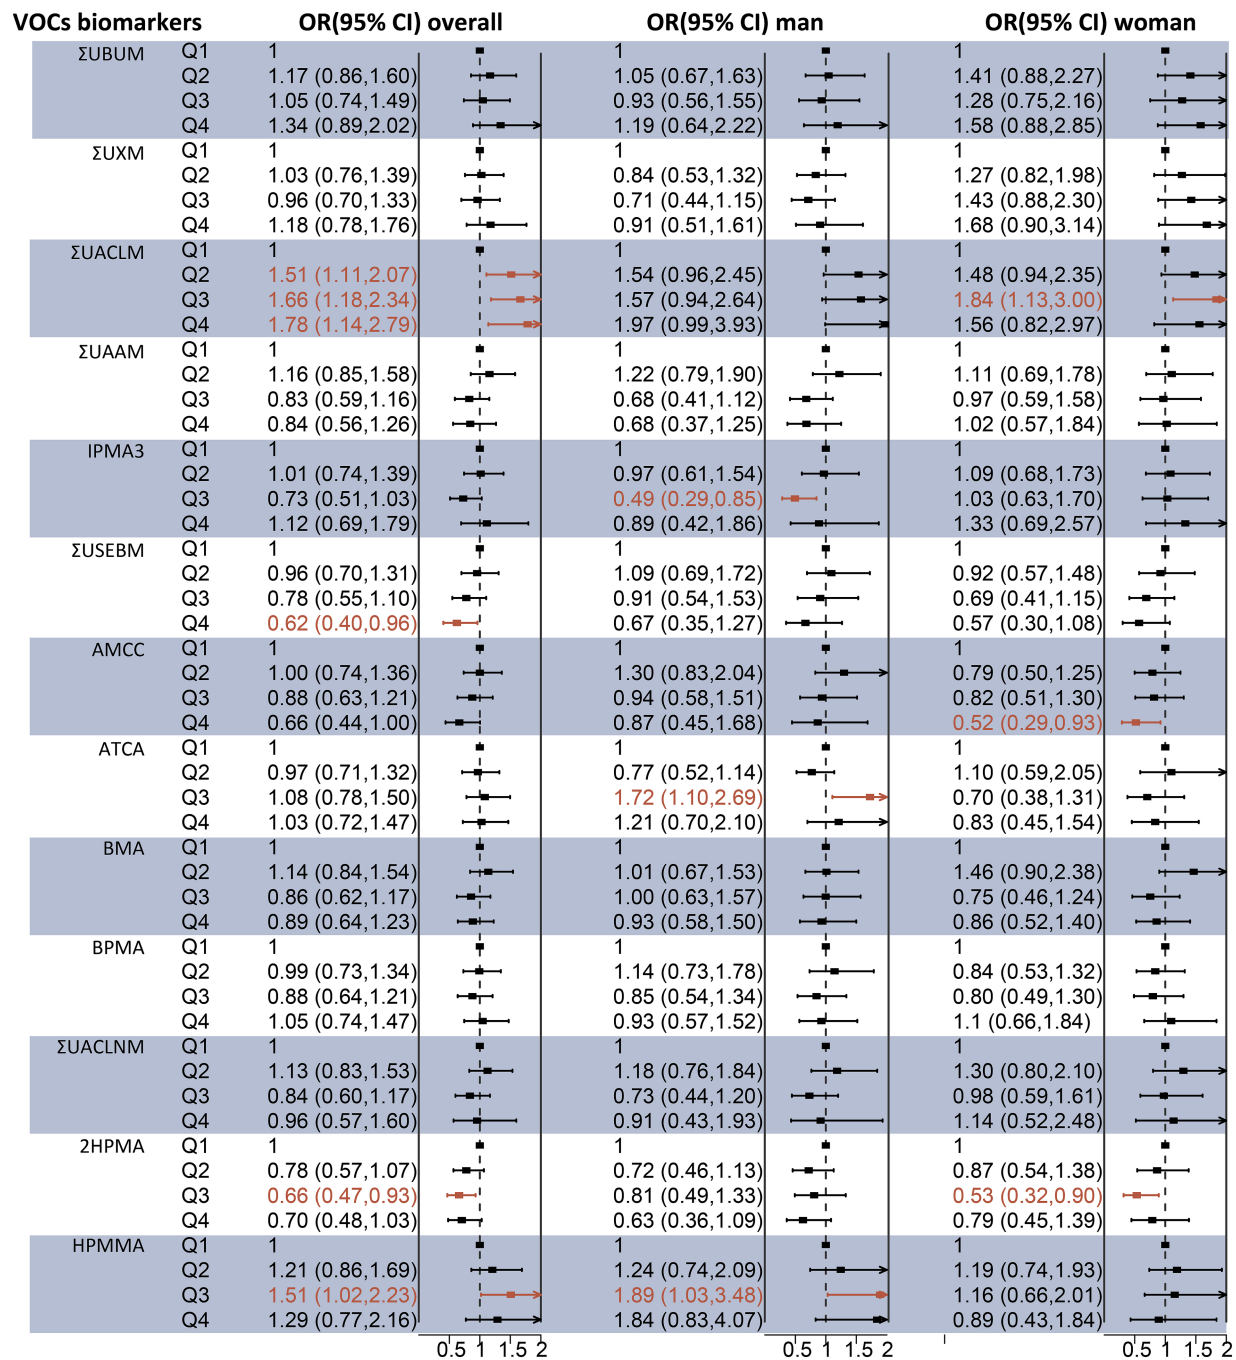 VOCs biomarkers OR(95% CI) overall OR(95% CI) man OR(95% CI) woman
ΣUBUM Q1 1 1 1
Q2 1.17 (0.86,1.60) 1.05 (0.67,1.63) 1.41 (0.88,2.27)
Q3 1.05 (0.74,1.49) 0.93 (0.56,1.55) 1.28 (0.75,2.16)
Q4 1.34 (0.89,2.02) 1.19 (0.64,2.22) 1.58 (0.88,2.85)
ΣUXM Q1 1 1 1
Q2 1.03 (0.76,1.39) 0.84 (0.53,1.32) 1.27 (0.82,1.98)
Q3 0.96 (0.70,1.33) 0.71 (0.44,1.15) 1.43 (0.88,2.30)
Q4 1.18 (0.78,1.76) 0.91 (0.51,1.61) 1.68 (0.90,3.14)
ΣUACLM Q1 1 1 1
Q2 1.51 (1.11,2.07) 1.54 (0.96,2.45) 1.48 (0.94,2.35)
Q3 1.66 (1.18,2.34) 1.57 (0.94,2.64) 1.84 (1.13,3.00)
Q4 1.78 (1.14,2.79) 1.97 (0.99,3.93) 1.56 (0.82,2.97)
ΣUAAM Q1 1 1 1
Q2 1.16 (0.85,1.58) 1.22 (0.79,1.90) 1.11 (0.69,1.78)
Q3 0.83 (0.59,1.16) 0.68 (0.41,1.12) 0.97 (0.59,1.58)
Q4 0.84 (0.56,1.26) 0.68 (0.37,1.25) 1.02 (0.57,1.84)
IPMA3 Q1 1 1 1
Q2 1.01 (0.74,1.39) 0.97 (0.61,1.54) 1.09 (0.68,1.73)
Q3 0.73 (0.51,1.03) 0.49 (0.29,0.85) 1.03 (0.63,1.70)
Q4 1.12 (0.69,1.79) 0.89 (0.42,1.86) 1.33 (0.69,2.57)
ΣUSEBM Q1 1 1 1
Q2 0.96 (0.70,1.31) 1.09 (0.69,1.72) 0.92 (0.57,1.48)
Q3 0.78 (0.55,1.10) 0.91 (0.54,1.53) 0.69 (0.41,1.15)
Q4 0.62 (0.40,0.96) 0.67 (0.35,1.27) 0.57 (0.30,1.08)
AMCC Q1 1 1 1
Q2 1.00 (0.74,1.36) 1.30 (0.83,2.04) 0.79 (0.50,1.25)
Q3 0.88 (0.63,1.21) 0.94 (0.58,1.51) 0.82 (0.51,1.30)
Q4 0.66 (0.44,1.00) 0.87 (0.45,1.68) 0.52 (0.29,0.93)
ATCA Q1 1 1 1
Q2 0.97 (0.71,1.32) 0.77 (0.52,1.14) 1.10 (0.59,2.05)
Q3 1.08 (0.78,1.50) 1.72 (1.10,2.69) 0.70 (0.38,1.31)
Q4 1.03 (0.72,1.47) 1.21 (0.70,2.10) 0.83 (0.45,1.54)
BMA Q1 1 1 1
Q2 1.14 (0.84,1.54) 1.01 (0.67,1.53) 1.46 (0.90,2.38)
Q3 0.86 (0.62,1.17) 1.00 (0.63,1.57) 0.75 (0.46,1.24)
Q4 0.89 (0.64,1.23) 0.93 (0.58,1.50) 0.86 (0.52,1.40)
BPMA Q1 1 1 1
Q2 0.99 (0.73,1.34) 1.14 (0.73,1.78) 0.84 (0.53,1.32)
Q3 0.88 (0.64,1.21) 0.85 (0.54,1.34) 0.80 (0.49,1.30)
Q4 1.05 (0.74,1.47) 0.93 (0.57,1.52) 1.1 (0.66,1.84)
ΣUACLNM Q1 1 1 1
Q2 1.13 (0.83,1.53) 1.18 (0.76,1.84) 1.30 (0.80,2.10)
Q3 0.84 (0.60,1.17) 0.73 (0.44,1.20) 0.98 (0.59,1.61)
Q4 0.96 (0.57,1.60) 0.91 (0.43,1.93) 1.14 (0.52,2.48)
2HPMA Q1 1 1 1
Q2 0.78 (0.57,1.07) 0.72 (0.46,1.13) 0.87 (0.54,1.38)
Q3 0.66 (0.47,0.93) 0.81 (0.49,1.33) 0.53 (0.32,0.90)
Q4 0.70 (0.48,1.03) 0.63 (0.36,1.09) 0.79 (0.45,1.39)
HPMMA Q1 1 1 1
Q2 1.21 (0.86,1.69) 1.24 (0.74,2.09) 1.19 (0.74,1.93)
Q3 1.51 (1.02,2.23) 1.89 (1.03,3.48) 1.16 (0.66,2.01)
Q4 1.29 (0.77,2.16) 1.84 (0.83,4.07) 0.89 (0.43,1.84)
0.5 1 1.5 2 0.5 1 1.5 2 0.5 1 1.5 2